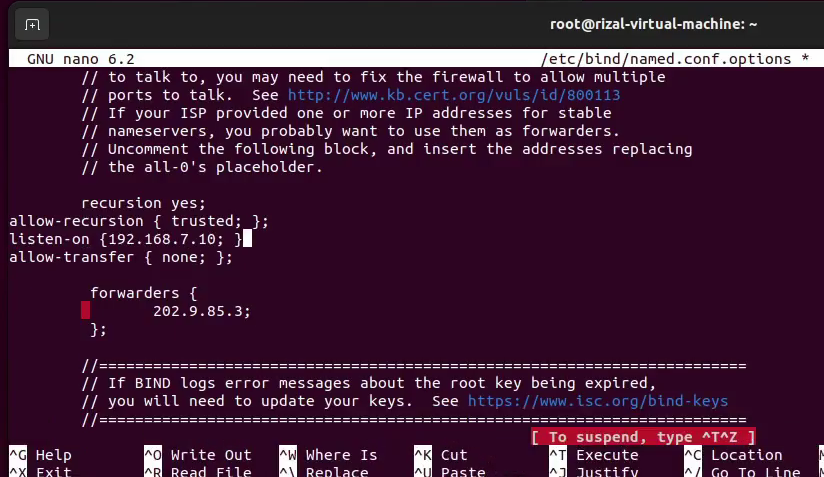 root@rizal-virtual-machine: ~
GNU nano 6.2 /etc/bind/named.conf.options *
// to talk to, you may need to fix the firewall to allow multiple
// ports to talk.  See http://www.kb.cert.org/vuls/id/800113
// If your ISP provided one or more IP addresses for stable
// nameservers, you probably want to use them as forwarders.
// Uncomment the following block, and insert the addresses replacing
// the all-0's placeholder.
recursion yes;
allow-recursion { trusted; };
listen-on {192.168.7.10; }
allow-transfer { none; };
forwarders {
202.9.85.3;
};
//========================================================================
// If BIND logs error messages about the root key being expired,
// you will need to update your keys.  See https://www.isc.org/bind-keys
//========================================================================
[ To suspend, type ^T^Z ]
^G Help ^O Write Out ^W Where Is ^K Cut ^T Execute ^C Location
^X Exit ^R Read File ^\ Replace ^U Paste ^J Justify ^/ Go To Line